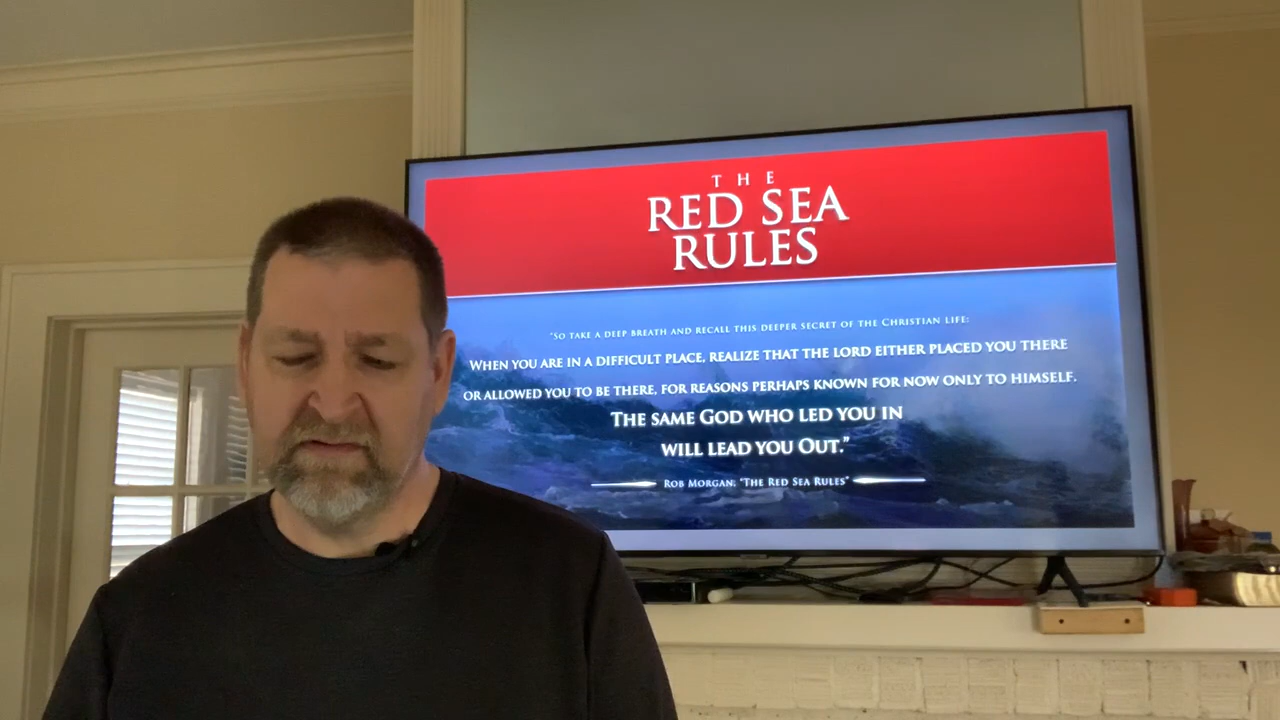 THE
RED SEA
RULES
"SO TAKE A DEEP BREATH AND RECALL THIS DEEPER SECRET OF THE CHRISTIAN LIFE:
WHEN YOU ARE IN A DIFFICULT PLACE, REALIZE THAT THE LORD EITHER PLACED YOU THERE
OR ALLOWED YOU TO BE THERE, FOR REASONS PERHAPS KNOWN FOR NOW ONLY TO HIMSELF.
THE SAME GOD WHO LED YOU IN
WILL LEAD YOU OUT."
ROB MORGAN; "THE RED SEA RULES"